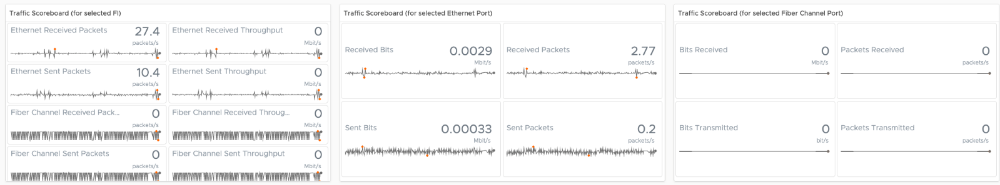 Traffic Scoreboard (for selected FI)
Ethernet Received Packets
27.4
packets/s
Ethernet Received Throughput
0
Mbit/s
Ethernet Sent Packets
10.4
packets/s
Ethernet Sent Throughput
0
Mbit/s
Fiber Channel Received Pack...
0
packets/s
Fiber Channel Received Throug...
0
Mbit/s
Fiber Channel Sent Packets
0
packets/s
Fiber Channel Sent Throughput
0
Mbit/s
Traffic Scoreboard (for selected Ethernet Port)
Received Bits
0.0029
Mbit/s
Received Packets
2.77
packets/s
Sent Bits
0.00033
Mbit/s
Sent Packets
0.2
packets/s
Traffic Scoreboard (for selected Fiber Channel Port)
Bits Received
0
Mbit/s
Packets Received
0
packets/s
Bits Transmitted
0
bit/s
Packets Transmitted
0
packets/s